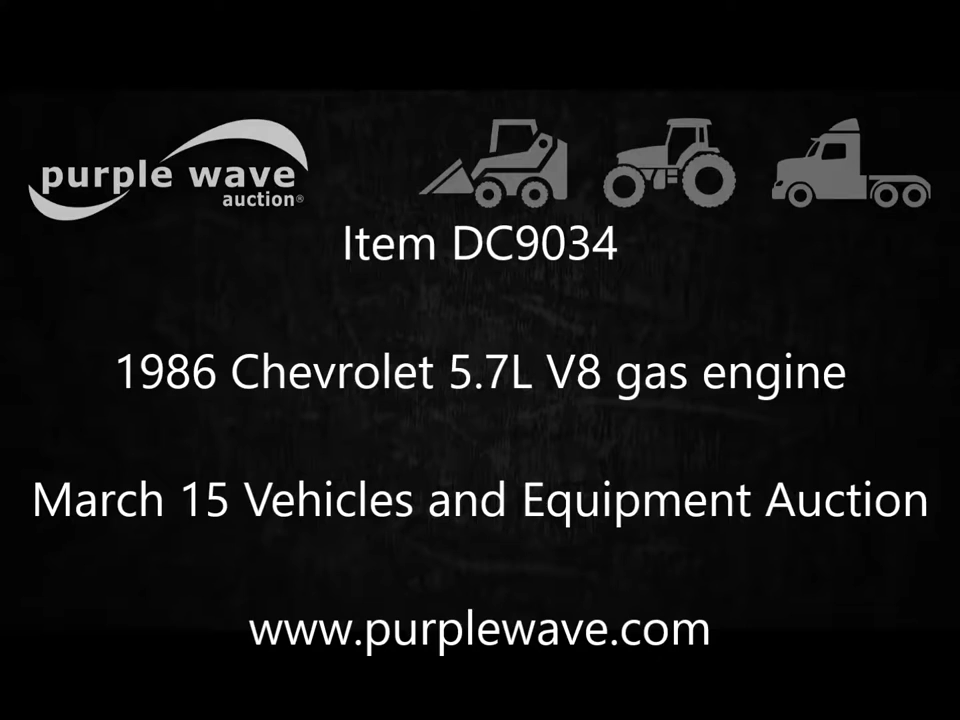 purple wave
auction®
Item DC9034
1986 Chevrolet 5.7L V8 gas engine
March 15 Vehicles and Equipment Auction
www.purplewave.com